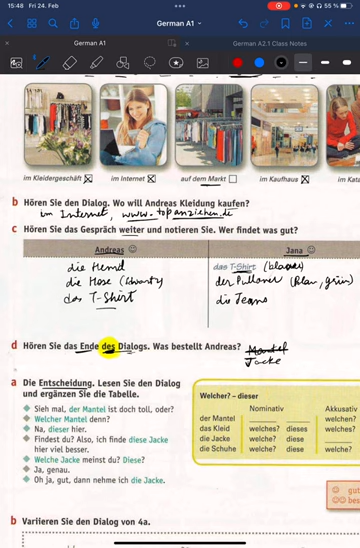 15:48 Fri 24. Feb
55 %
German A1
German A1
German A2.1 Class Notes
im Kleidergeschäft
im Internet
auf dem Markt
im Kaufhaus
im Kata
b Hören Sie den Dialog. Wo will Andreas Kleidung kaufen?
im Internet, www.topanziehen.de
c Hören Sie das Gespräch weiter und notieren Sie. Wer findet was gut?
Andreas
Jana
die Hemd
das T-Shirt
die Hose (schwarz)
der Pullover (blau, grün)
das T-Shirt
die Jeans
d Hören Sie das Ende des Dialogs. Was bestellt Andreas?
Mantel
Jacke
a Die Entscheidung. Lesen Sie den Dialog
und ergänzen Sie die Tabelle.
Sieh mal, der Mantel ist doch toll, oder?
Welcher Mantel denn?
Na, dieser hier.
Findest du? Also, ich finde diese Jacke
hier viel besser.
Welche Jacke meinst du? Diese?
Ja, genau.
Oh ja, gut, dann nehme ich die Jacke.
Welcher? – dieser
Nominativ
Akkusativ
der Mantel
welchen?
das Kleid welches? dieses welches?
die Jacke welche? diese
die Schuhe welche? diese welche?
gut
bes
b Variieren Sie den Dialog von 4a.